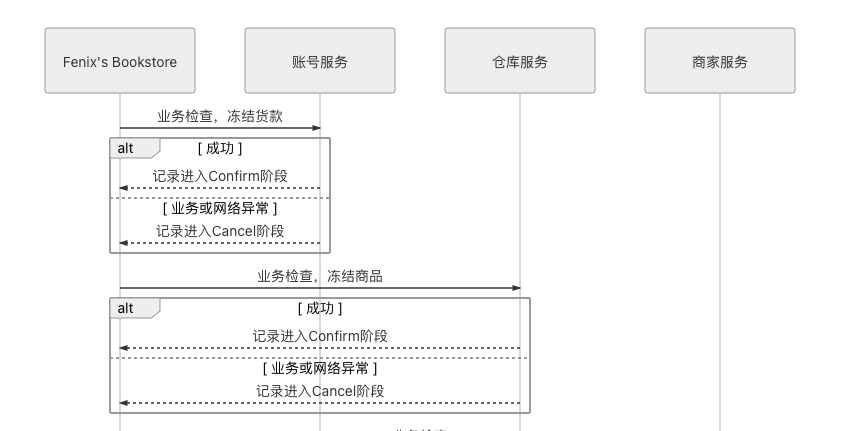 Fenix's Bookstore
账号服务
仓库服务
商家服务
业务检查，冻结货款
alt
[ 成功 ]
记录进入Confirm阶段
[ 业务或网络异常 ]
记录进入Cancel阶段
业务检查，冻结商品
alt
[ 成功 ]
记录进入Confirm阶段
[ 业务或网络异常 ]
记录进入Cancel阶段